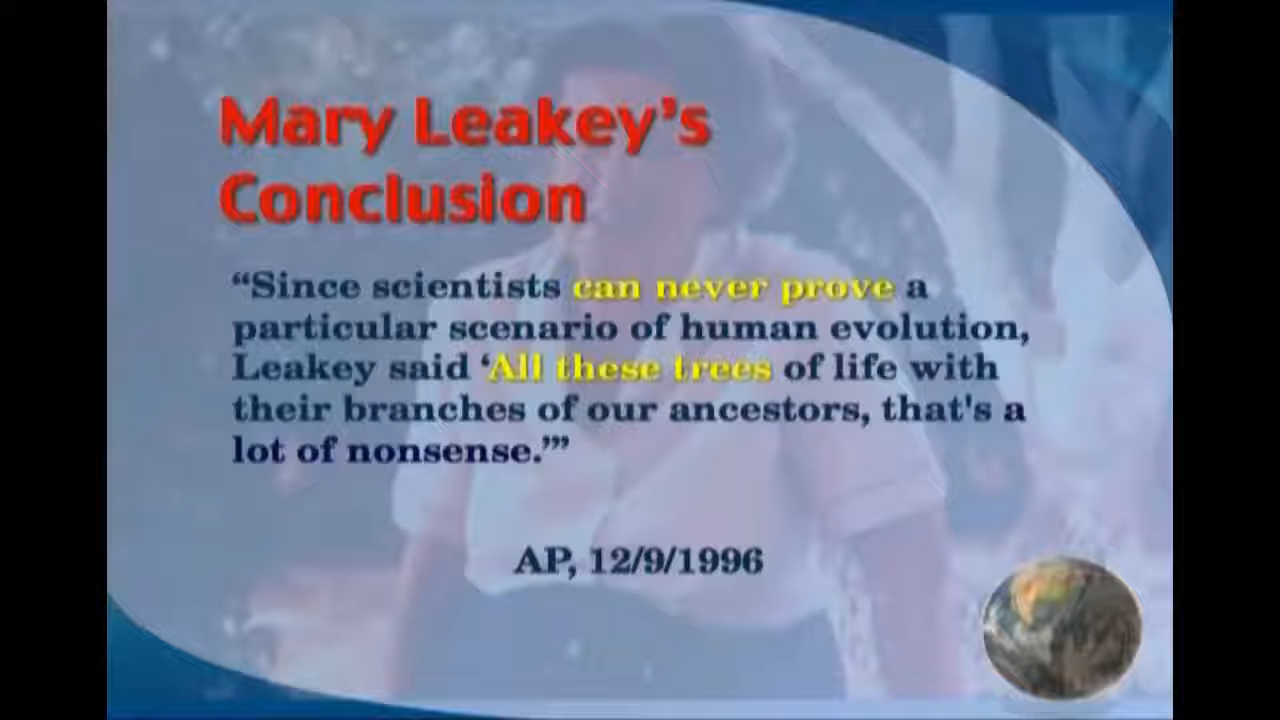 Mary Leakey’s
Conclusion
“Since scientists can never prove a
particular scenario of human evolution,
Leakey said ‘All these trees of life with
their branches of our ancestors, that's a
lot of nonsense.’”
AP, 12/9/1996